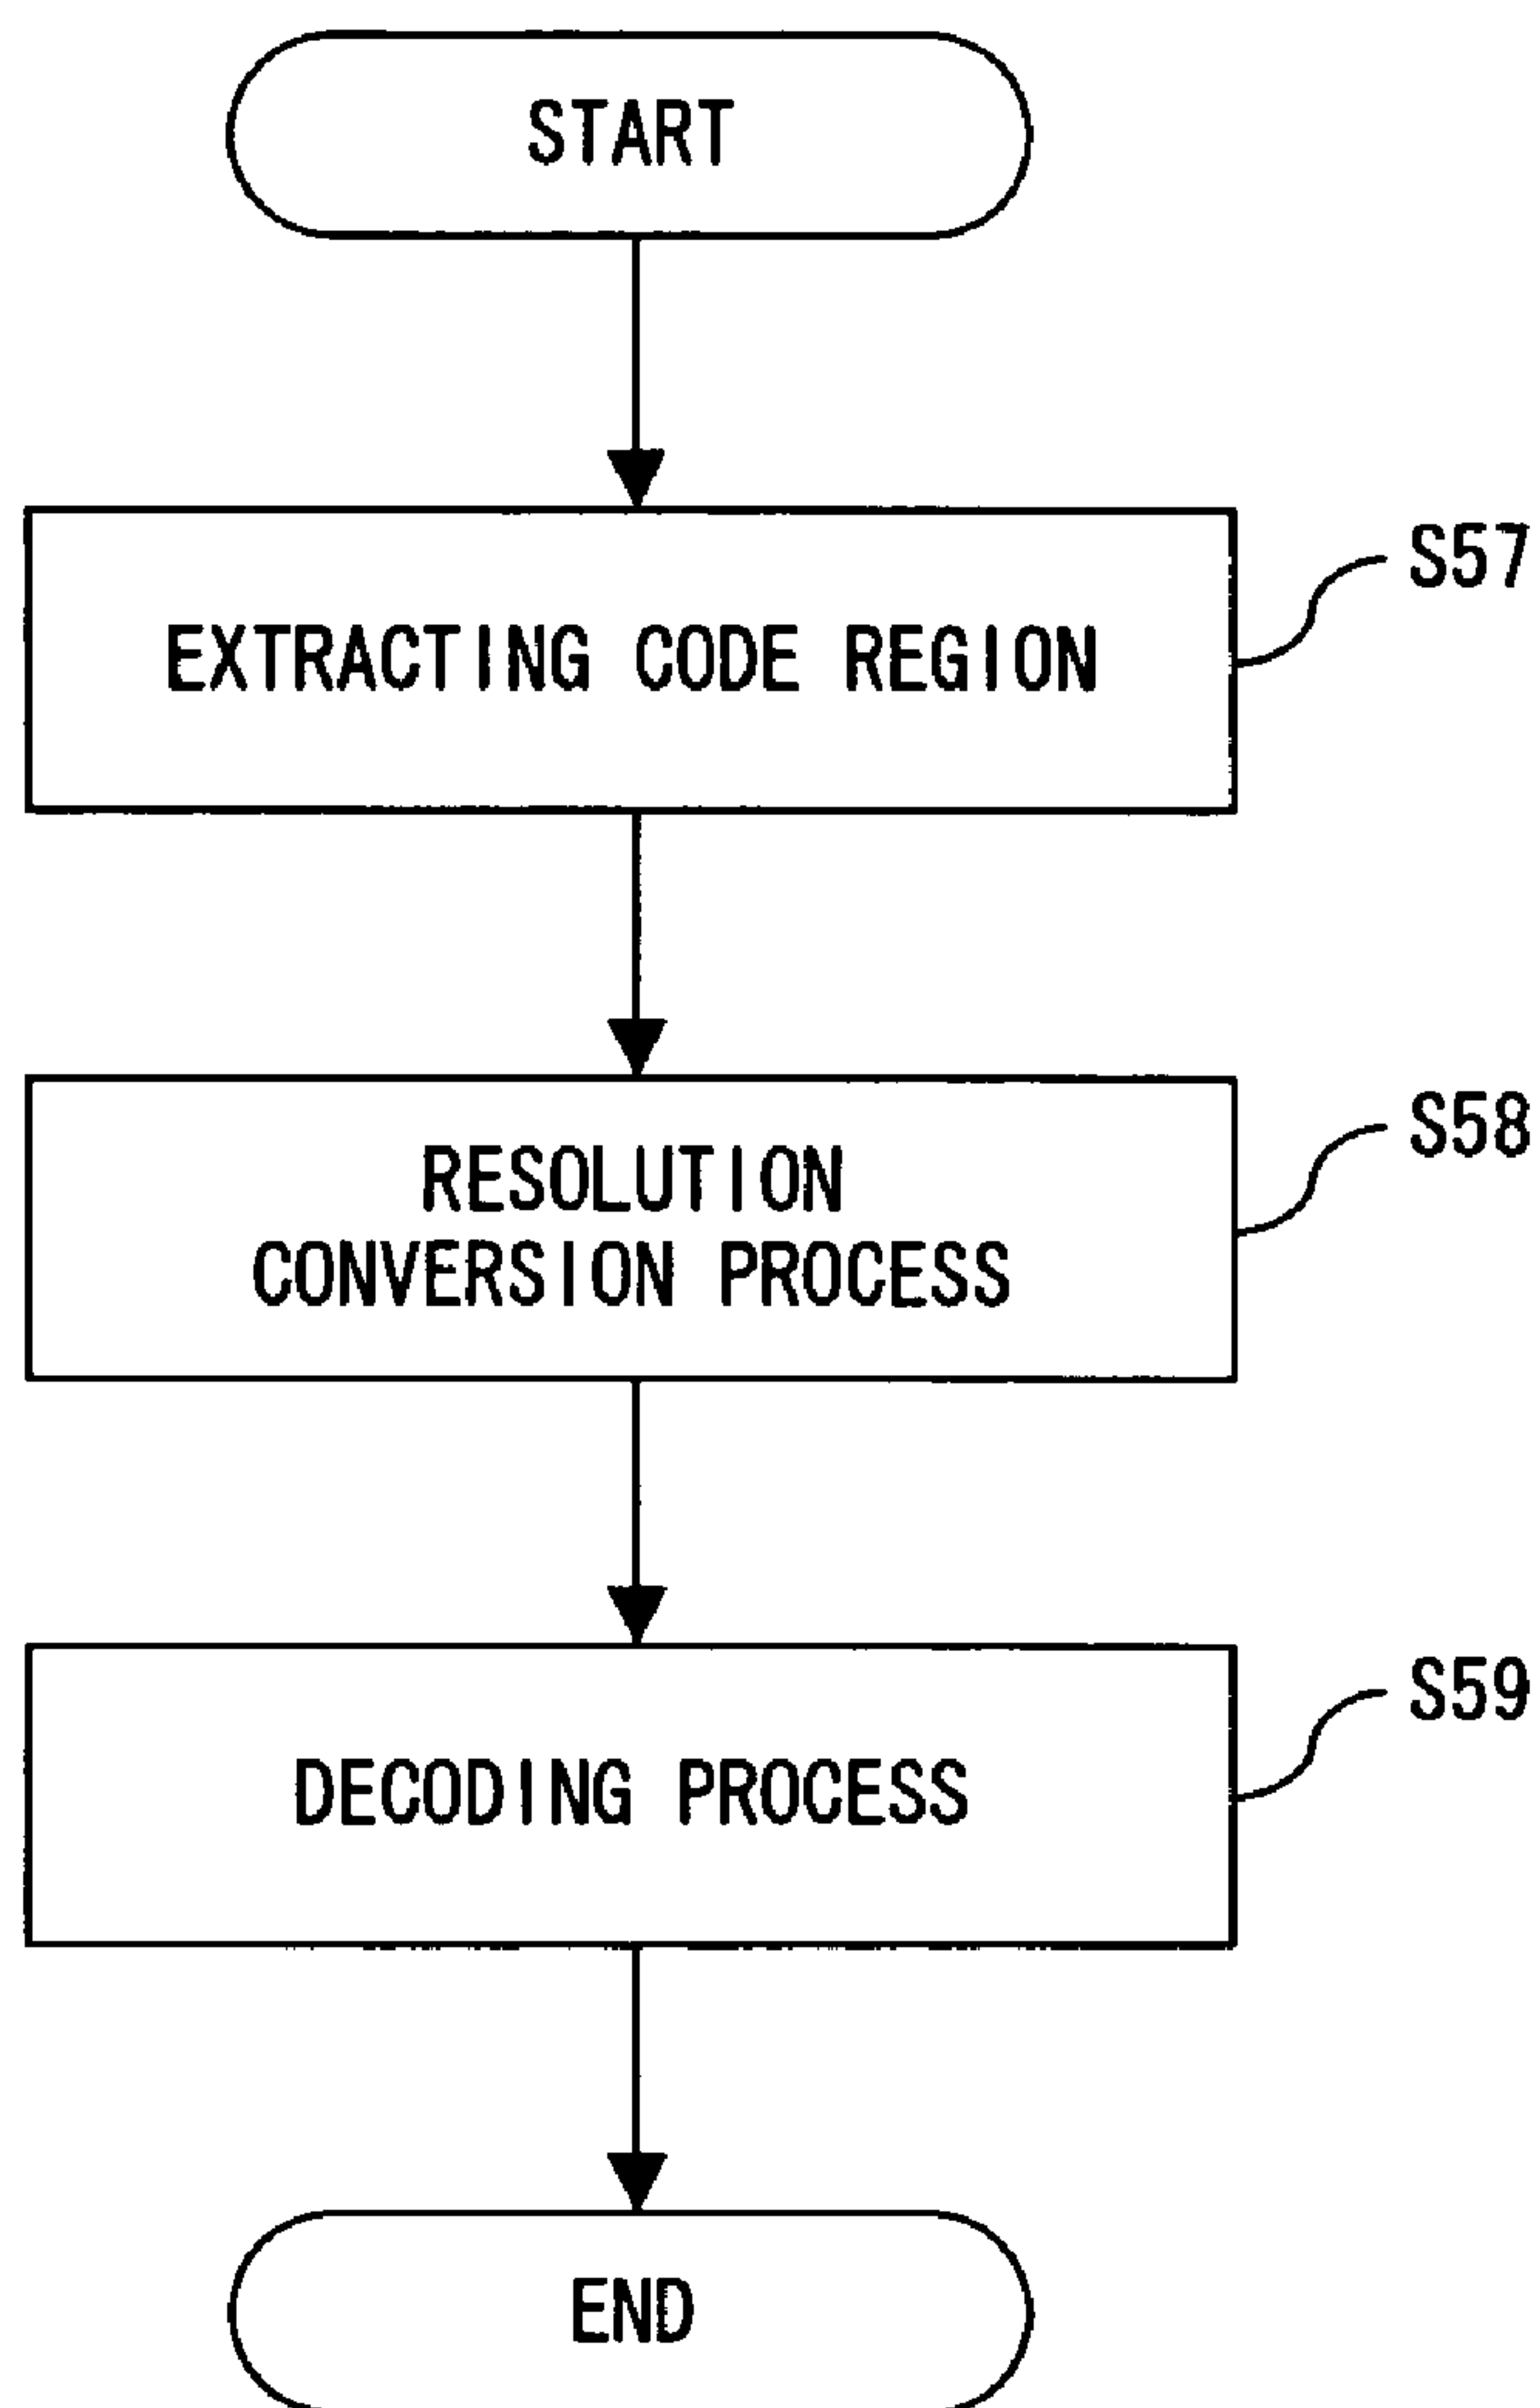 START
EXTRACTING CODE REGION
S57
RESOLUTION
CONVERSION PROCESS
S58
DECODING PROCESS
S59
END